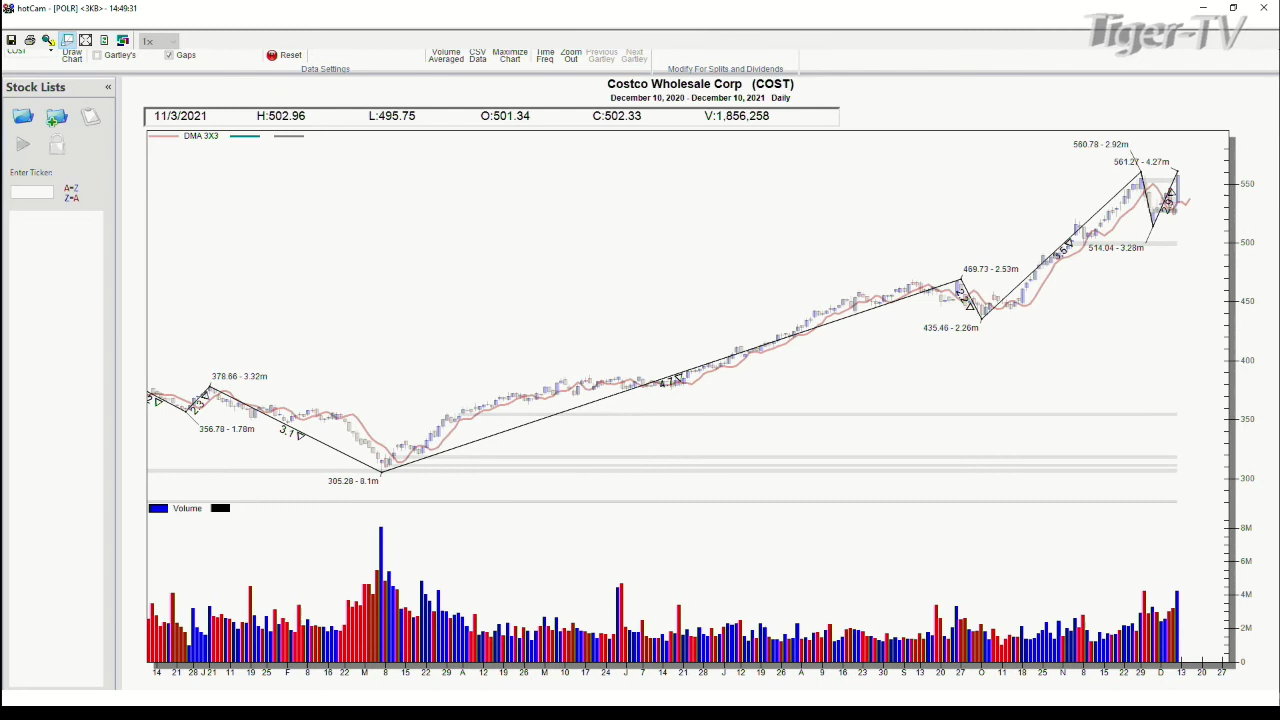 hotCam - [POLR] <3KB> - 14:49:31
Tiger-TV
1x
COST
Draw Chart
Gartley's
Gaps
Reset
Volume Averaged
CSV Data
Maximize Chart
Time Freq
Zoom Out
Previous Gartley
Next Gartley
Data Settings
Modify For Splits and Dividends
Stock Lists «
Enter Ticker:
A=Z
Z=A
Costco Wholesale Corp (COST)
December 10, 2020 - December 10, 2021 Daily
11/3/2021 H:502.96 L:495.75 O:501.34 C:502.33 V:1,856,258
DMA 3X3
560.78 - 2.92m
561.27 - 4.27m
550
500
514.04 - 3.28m
469.73 - 2.53m
450
435.46 - 2.26m
400
378.66 - 3.32m
356.78 - 1.78m
3.1
350
305.28 - 8.1m
300
Volume
8M
6M
4M
2M
0
14 21 28 J 21 11 19 25 F 8 16 22 M 8 15 22 29 A 12 19 26 M 10 17 24 J 7 14 21 28 J 12 19 26 A 9 16 23 30 S 13 20 27 O 11 18 25 N 8 15 22 29 D 13 20 27